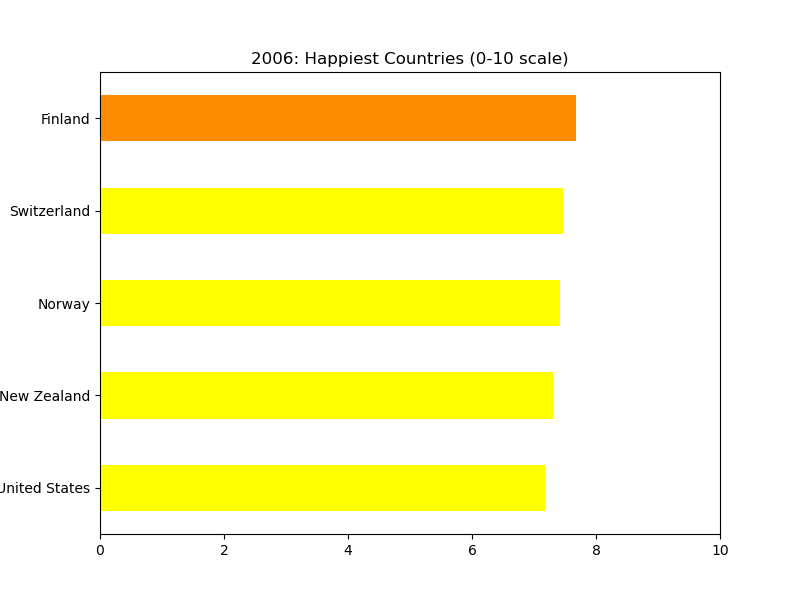 2006: Happiest Countries (0-10 scale)
Finland
Switzerland
Norway
New Zealand
United States
0 2 4 6 8 10